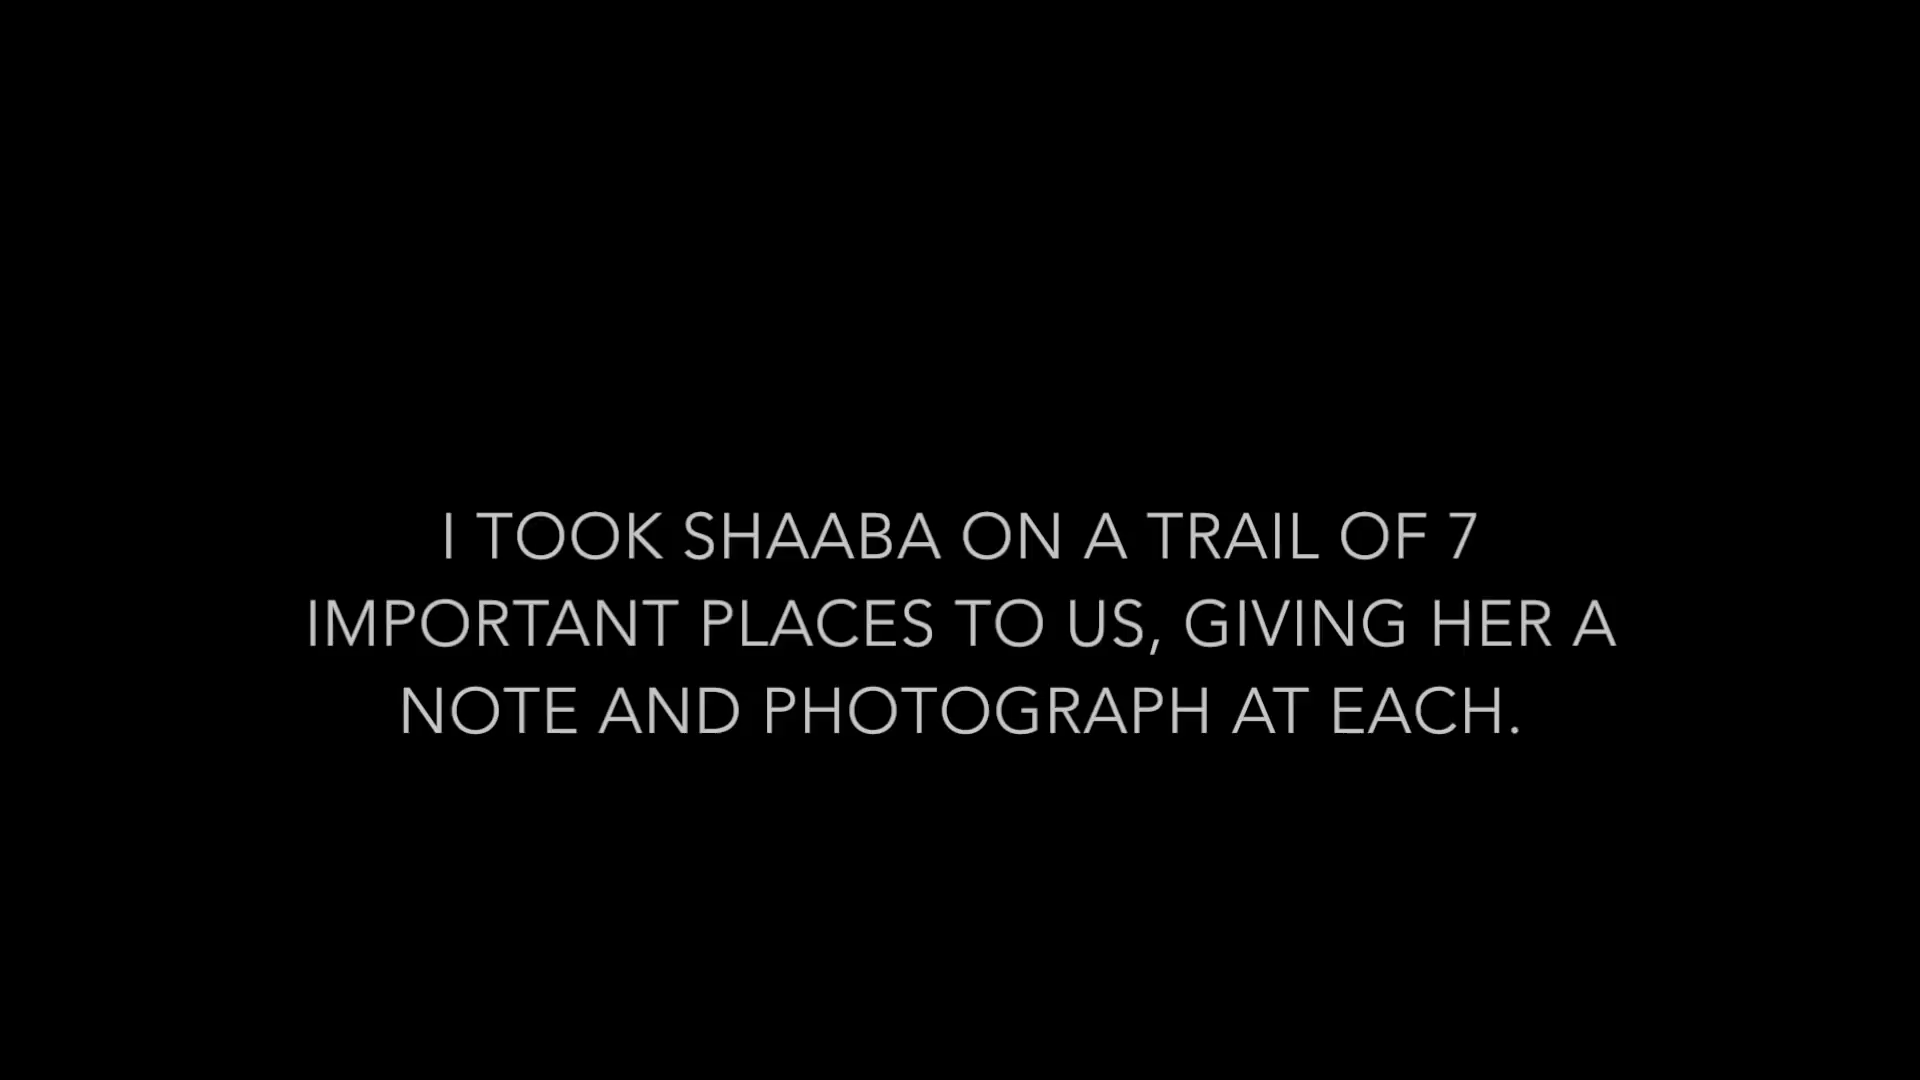 I TOOK SHAABA ON A TRAIL OF 7
IMPORTANT PLACES TO US, GIVING HER A
NOTE AND PHOTOGRAPH AT EACH.